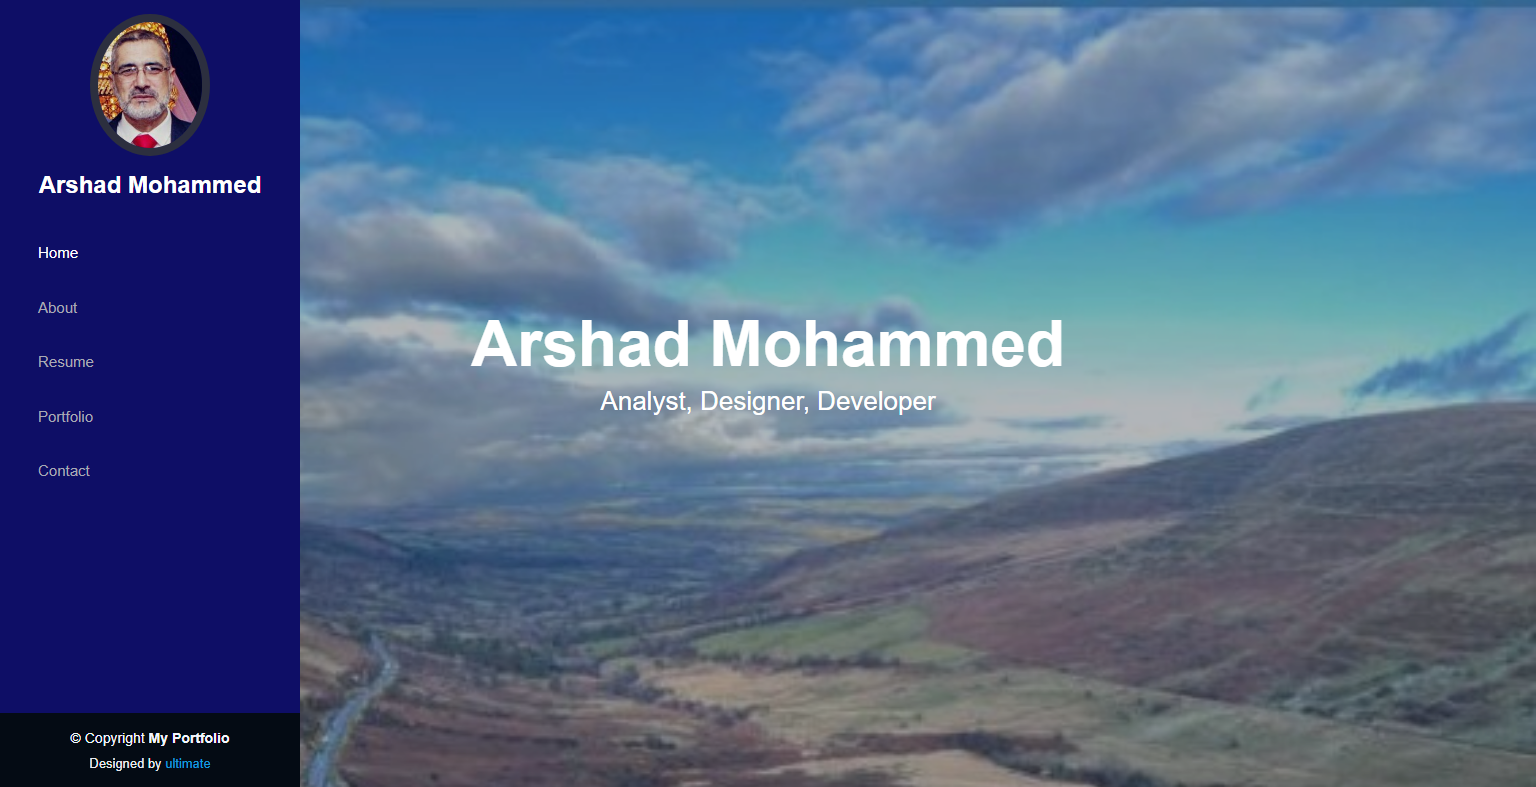 Arshad Mohammed
Home
About
Resume
Portfolio
Contact
© Copyright My Portfolio
Designed by ultimate
Arshad Mohammed
Analyst, Designer, Developer